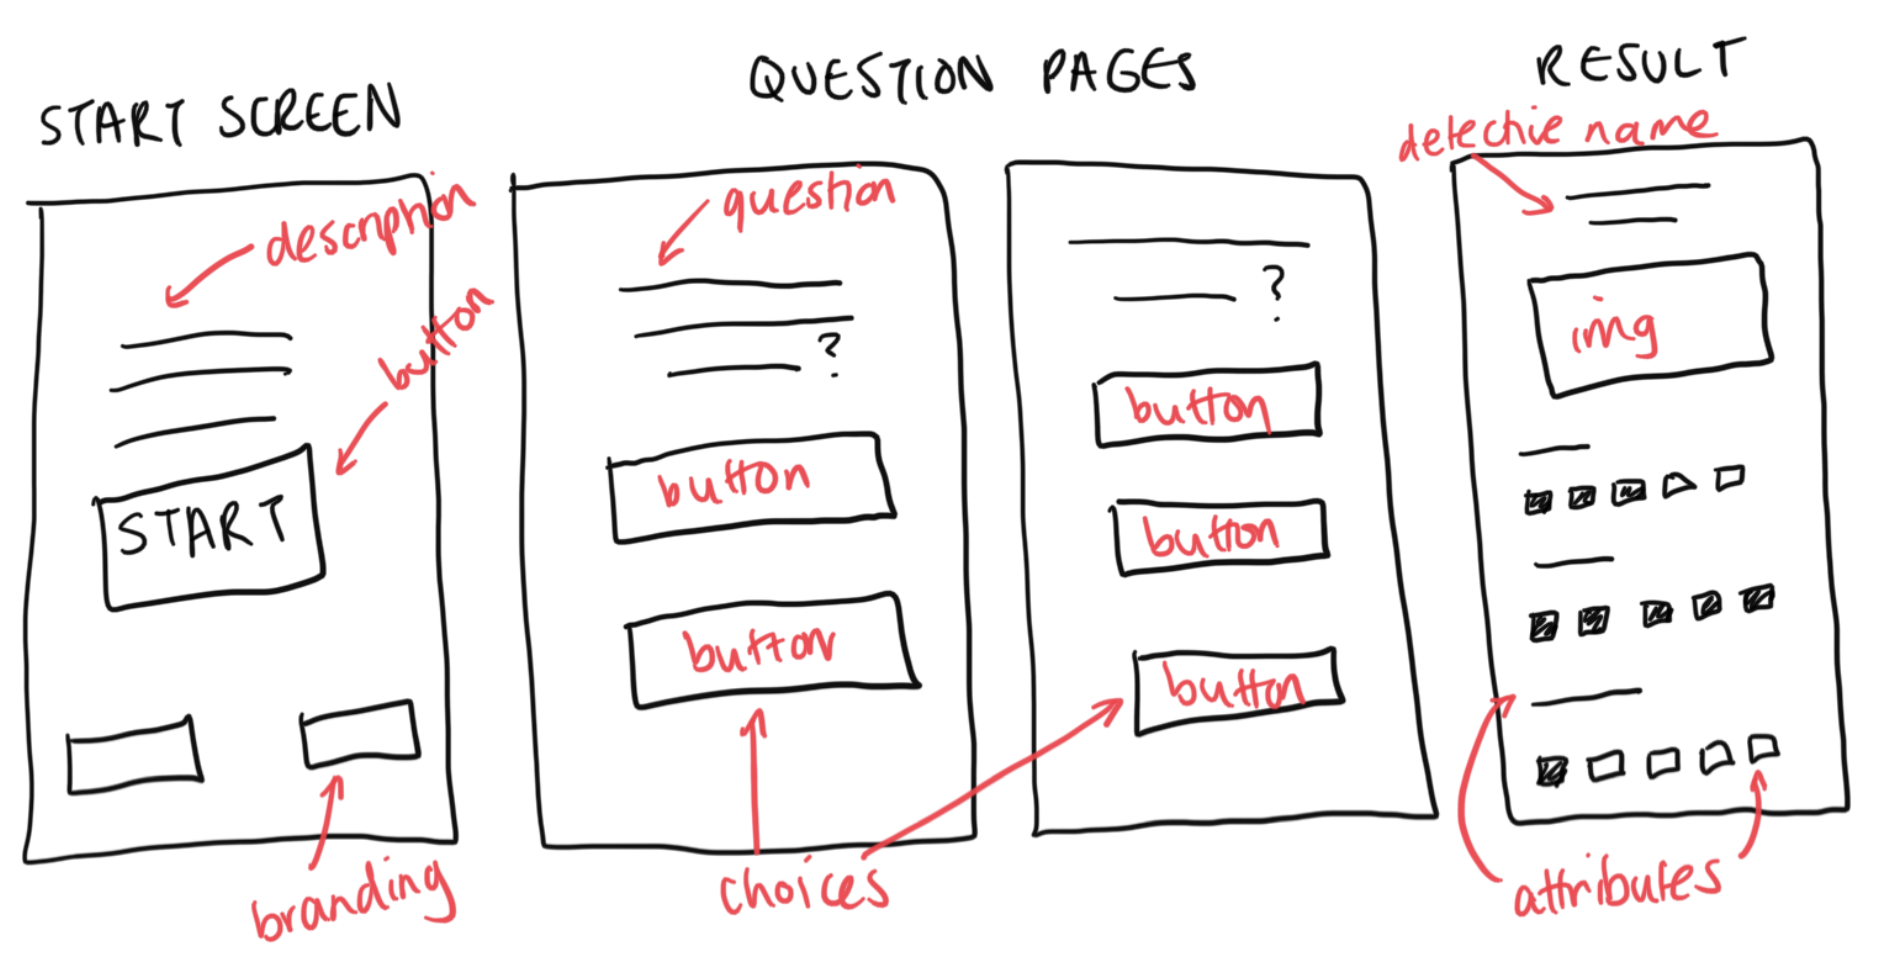 START SCREEN
description
button
START
branding
QUESTION PAGES
question
?
button
button
?
button
button
button
choices
RESULT
detective name
img
attributes